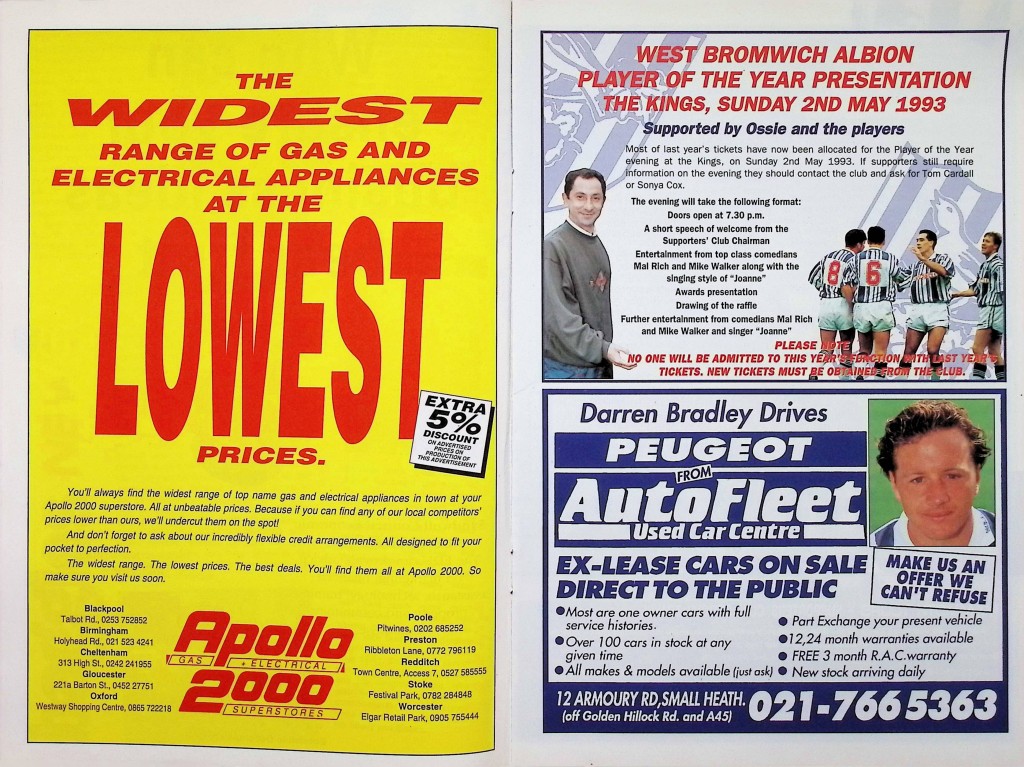 THE
WIDEST
RANGE OF GAS AND
ELECTRICAL APPLIANCES
AT THE
LOWEST
PRICES.
EXTRA
5%
DISCOUNT
ON ADVERTISED
PRICES ON
PRODUCTION OF
THIS ADVERTISEMENT
You'll always find the widest range of top name gas and electrical appliances in town at your
Apollo 2000 superstore. All at unbeatable prices. Because if you can find any of our local competitors'
prices lower than ours, we'll undercut them on the spot!
And don't forget to ask about our incredibly flexible credit arrangements. All designed to fit your
pocket to perfection.
The widest range. The lowest prices. The best deals. You'll find them all at Apollo 2000. So
make sure you visit us soon.
Blackpool
Talbot Rd., 0253 752852
Birmingham
Holyhead Rd., 021 523 4241
Cheltenham
313 High St., 0242 241955
Gloucester
221a Barton St., 0452 27751
Oxford
Westway Shopping Centre, 0865 722218
Apollo
GAS + ELECTRICAL
2000
SUPERSTORES
Poole
Pitwines, 0202 685252
Preston
Ribbleton Lane, 0772 796119
Redditch
Town Centre, Access 7, 0527 585555
Stoke
Festival Park, 0782 284848
Worcester
Elgar Retail Park, 0905 755444
WEST BROMWICH ALBION
PLAYER OF THE YEAR PRESENTATION
THE KINGS, SUNDAY 2ND MAY 1993
Supported by Ossie and the players
Most of last year's tickets have now been allocated for the Player of the Year
evening at the Kings, on Sunday 2nd May 1993. If supporters still require
information on the evening they should contact the club and ask for Tom Cardall
or Sonya Cox.
The evening will take the following format:
Doors open at 7.30 p.m.
A short speech of welcome from the
Supporters' Club Chairman
Entertainment from top class comedians
Mal Rich and Mike Walker along with the
singing style of "Joanne"
Awards presentation
Drawing of the raffle
Further entertainment from comedians Mal Rich
and Mike Walker and singer "Joanne"
8 6
PLEASE NOTE
NO ONE WILL BE ADMITTED TO THIS YEAR'S FUNCTION WITH LAST YEAR'S
TICKETS. NEW TICKETS MUST BE OBTAINED FROM THE CLUB.
Darren Bradley Drives
PEUGEOT
FROM
AutoFleet
Used Car Centre
EX-LEASE CARS ON SALE
DIRECT TO THE PUBLIC
MAKE US AN
OFFER WE
CAN'T REFUSE
●Most are one owner cars with full
service histories.
●Over 100 cars in stock at any
given time
●All makes & models available (just ask)
● Part Exchange your present vehicle
● 12,24 month warranties available
● FREE 3 month R.A.C.warranty
● New stock arriving daily
12 ARMOURY RD,SMALL HEATH.
(off Golden Hillock Rd. and A45)
021-766 5363